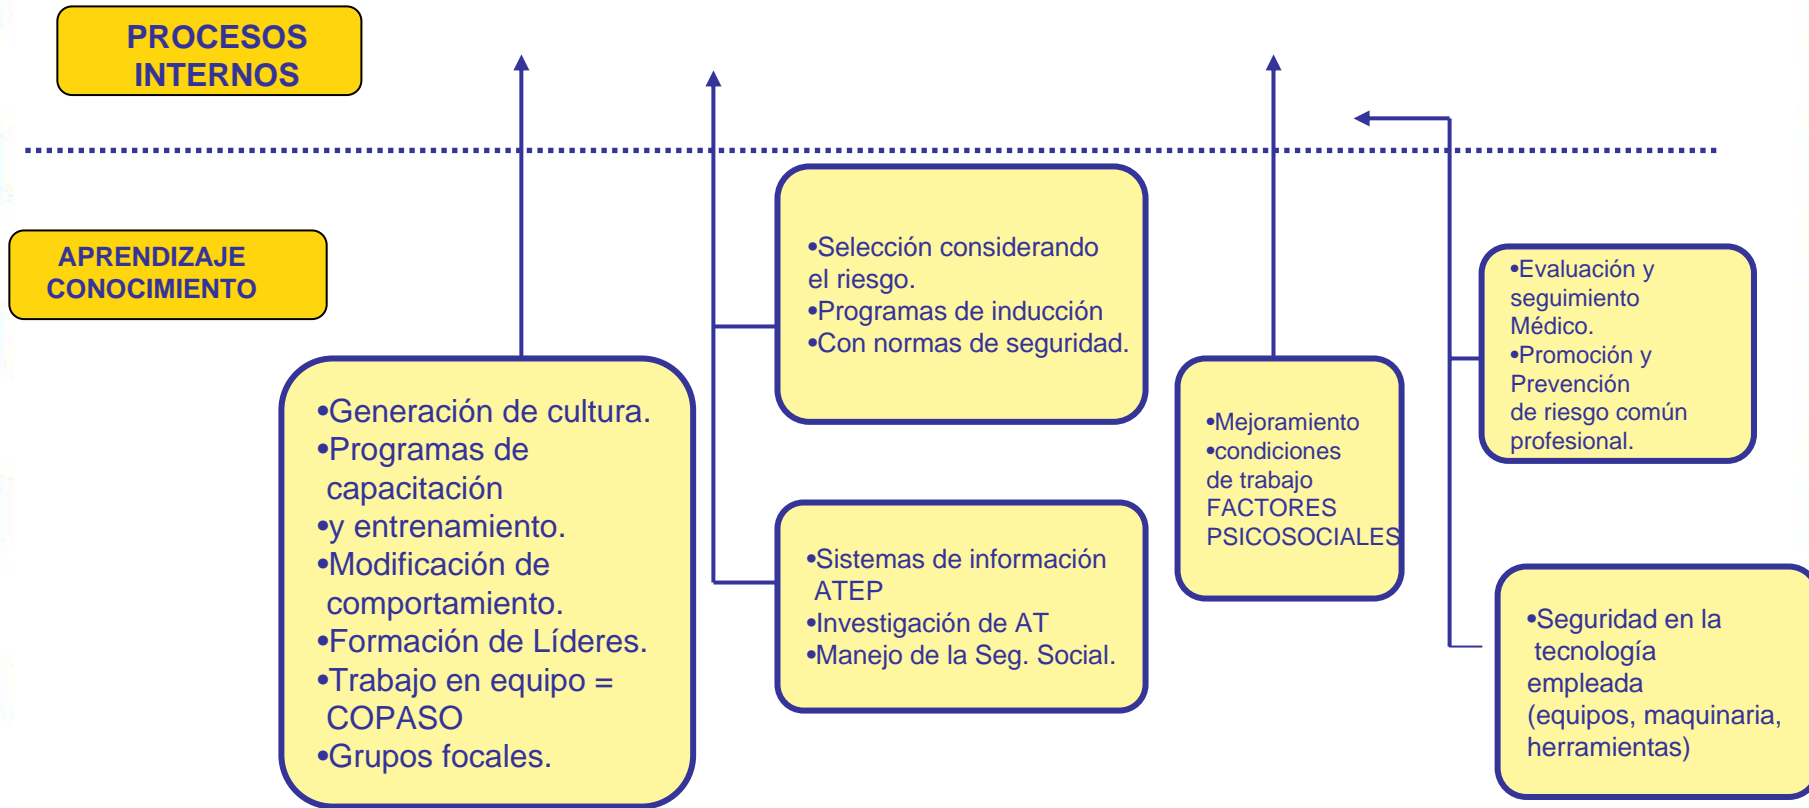 PROCESOS
INTERNOS
APRENDIZAJE
CONOCIMIENTO
•Generación de cultura.
•Programas de
capacitación
•y entrenamiento.
•Modificación de
comportamiento.
•Formación de Líderes.
•Trabajo en equipo =
COPASO
•Grupos focales.
•Selección considerando
el riesgo.
•Programas de inducción
•Con normas de seguridad.
•Sistemas de información
ATEP
•Investigación de AT
•Manejo de la Seg. Social.
•Mejoramiento
•condiciones
de trabajo
FACTORES
PSICOSOCIALES
•Evaluación y
seguimiento
Médico.
•Promoción y
Prevención
de riesgo común
profesional.
•Seguridad en la
tecnología
empleada
(equipos, maquinaria,
herramientas)